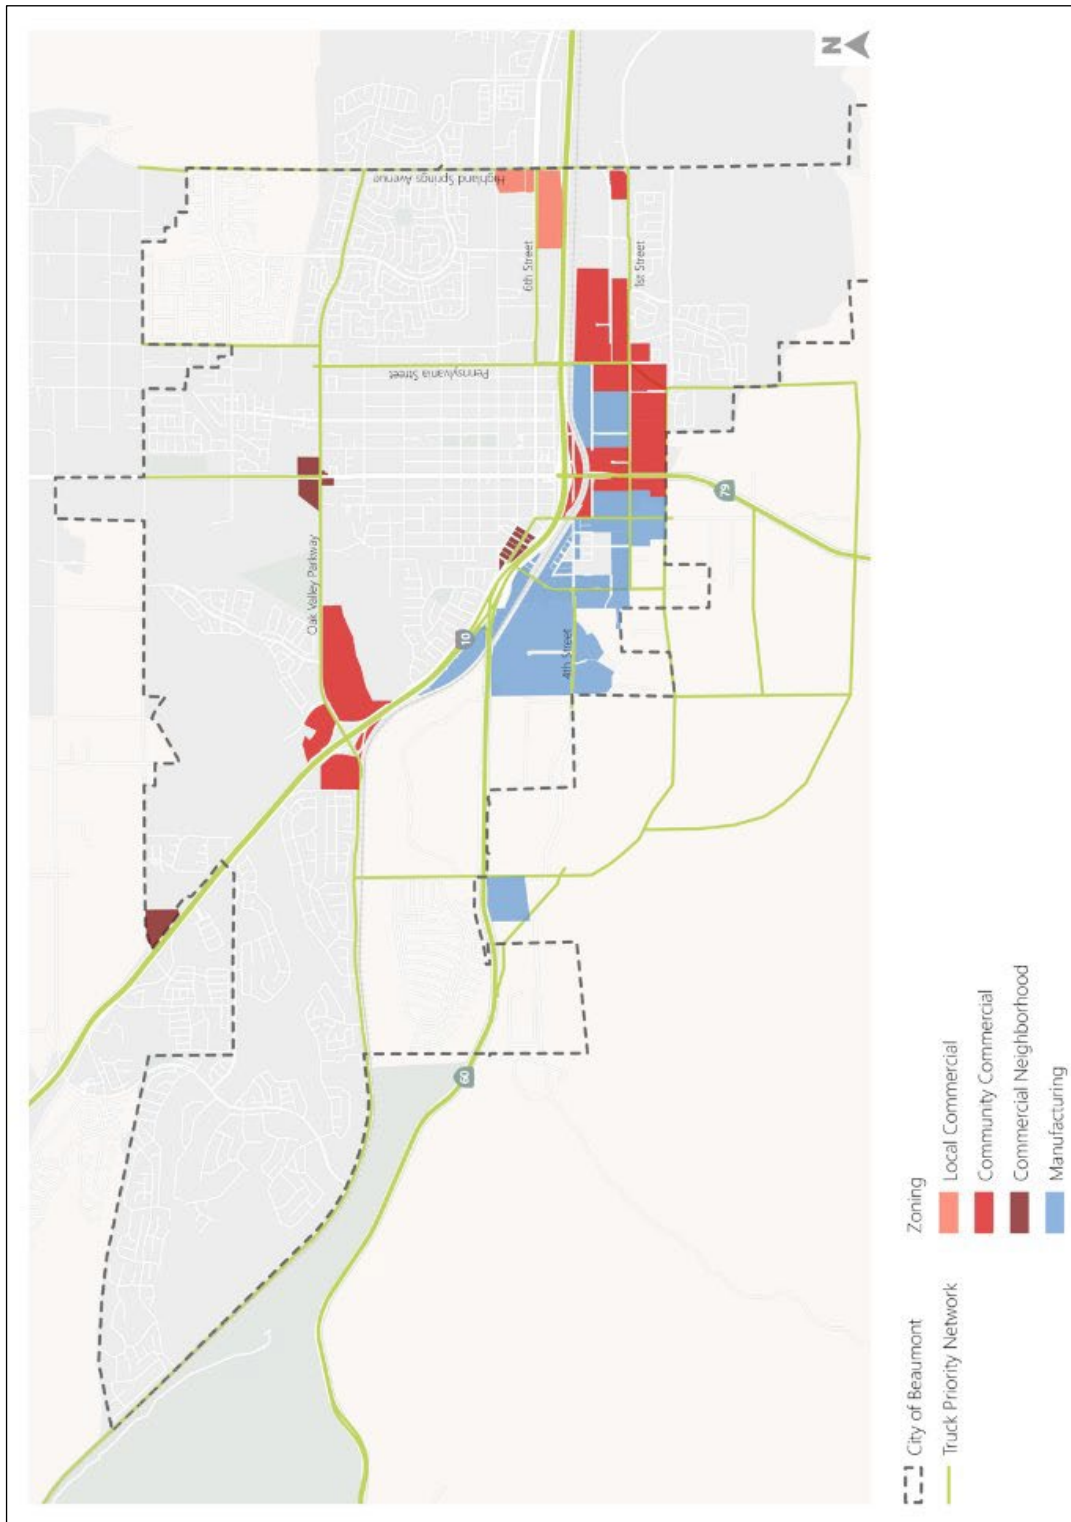 N
Highland Springs Avenue
6th Street
1st Street
Pennsylvania Street
Oak Valley Parkway
79
10
4th Street
60
City of Beaumont
Truck Priority Network
Zoning
Local Commercial
Community Commercial
Commercial Neighborhood
Manufacturing